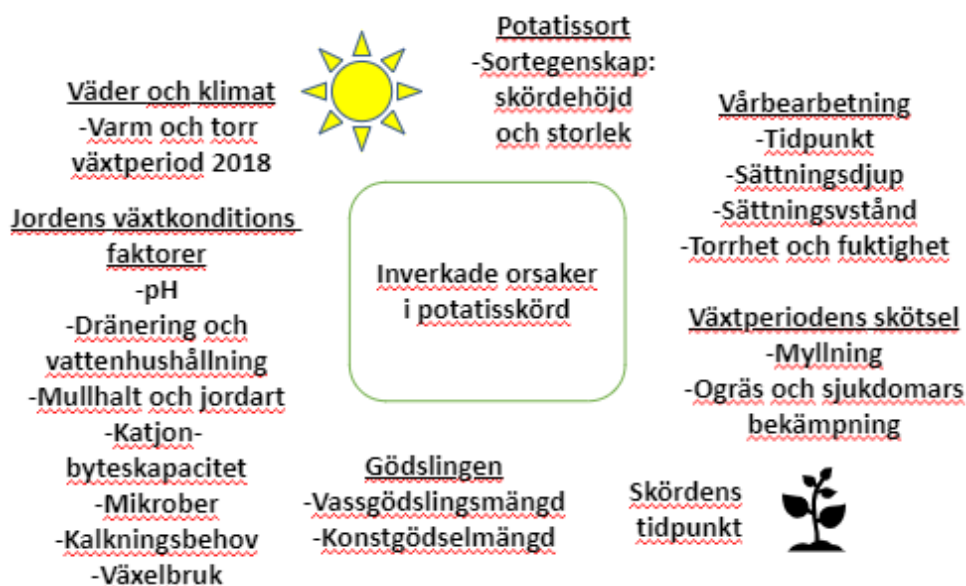 Potatissort
-Sortegenskap:
skördehöjd
och storlek
Väder och klimat
-Varm och torr
växtperiod 2018
Vårbearbetning
-Tidpunkt
-Sättningsdjup
-Sättningsvstånd
-Torrhet och fuktighet
Jordens växtkonditions
faktorer
-pH
-Dränering och
vattenhushållning
-Mullhalt och jordart
-Katjon-
byteskapacitet
-Mikrober
-Kalkningsbehov
-Växelbruk
Inverkade orsaker
i potatisskörd
Växtperiodens skötsel
-Myllning
-Ogräs och sjukdomars
bekämpning
Gödslingen
-Vassgödslingsmängd
-Konstgödselmängd
Skördens
tidpunkt